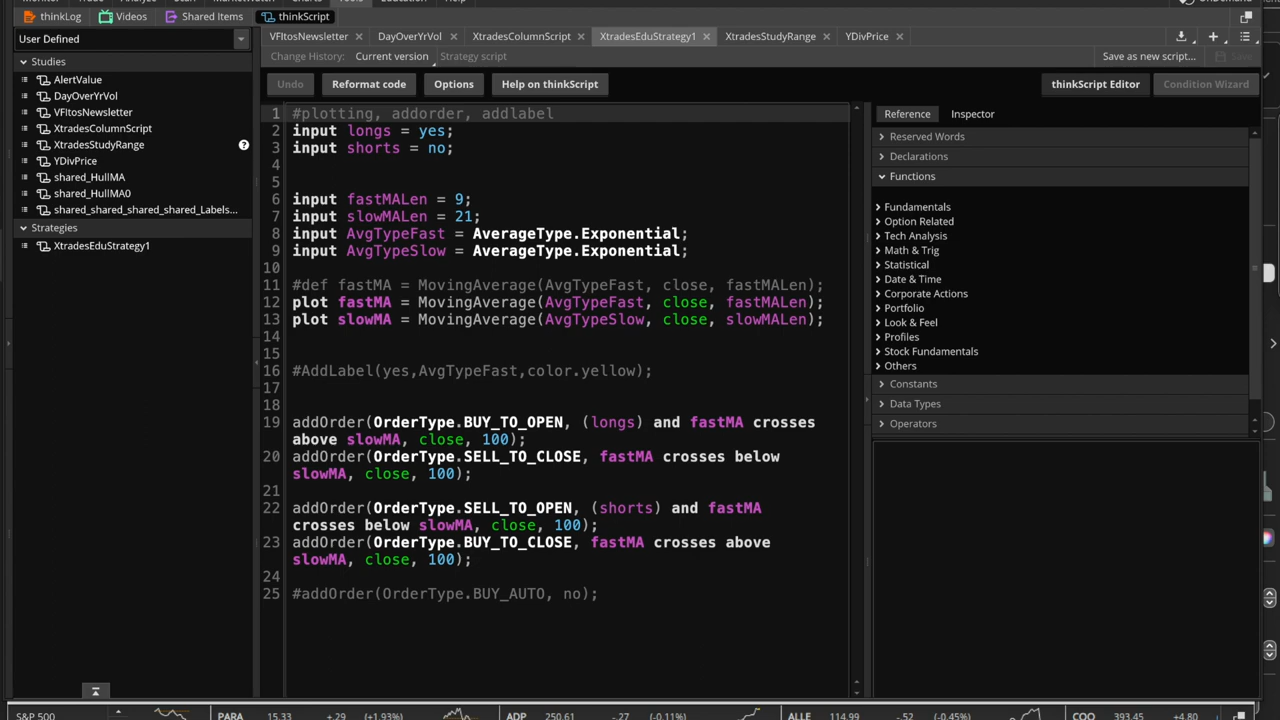 Monitor Trade Analyze Scan MarketWatch Charts Tools Education Help
OnDemand
thinkLog Videos Shared Items thinkScript
User Defined
VFItosNewsletter DayOverYrVol XtradesColumnScript XtradesEduStrategy1 XtradesStudyRange YDivPrice
Change History: Current version Strategy script Save as new script... Save
Undo Reformat code Options Help on thinkScript thinkScript Editor Condition Wizard
Studies
AlertValue
DayOverYrVol
VFItosNewsletter
XtradesColumnScript
XtradesStudyRange
YDivPrice
shared_HullMA
shared_HullMA0
shared_shared_shared_shared_Labels...
Strategies
XtradesEduStrategy1
1 #plotting, addorder, addlabel
2 input longs = yes;
3 input shorts = no;
4
5
6 input fastMALen = 9;
7 input slowMALen = 21;
8 input AvgTypeFast = AverageType.Exponential;
9 input AvgTypeSlow = AverageType.Exponential;
10
11 #def fastMA = MovingAverage(AvgTypeFast, close, fastMALen);
12 plot fastMA = MovingAverage(AvgTypeFast, close, fastMALen);
13 plot slowMA = MovingAverage(AvgTypeSlow, close, slowMALen);
14
15
16 #AddLabel(yes,AvgTypeFast,color.yellow);
17
18
19 addOrder(OrderType.BUY_TO_OPEN, (longs) and fastMA crosses
above slowMA, close, 100);
20 addOrder(OrderType.SELL_TO_CLOSE, fastMA crosses below
slowMA, close, 100);
21
22 addOrder(OrderType.SELL_TO_OPEN, (shorts) and fastMA
crosses below slowMA, close, 100);
23 addOrder(OrderType.BUY_TO_CLOSE, fastMA crosses above
slowMA, close, 100);
24
25 #addOrder(OrderType.BUY_AUTO, no);
Reference Inspector
Reserved Words
Declarations
Functions
Fundamentals
Option Related
Tech Analysis
Math & Trig
Statistical
Date & Time
Corporate Actions
Portfolio
Look & Feel
Profiles
Stock Fundamentals
Others
Constants
Data Types
Operators
S&P 500 PARA 15.33 +.29 (+1.93%) ADP 250.61 -.27 (-0.11%) ALLE 114.99 -.52 (-0.45%) COO 393.45 +4.80